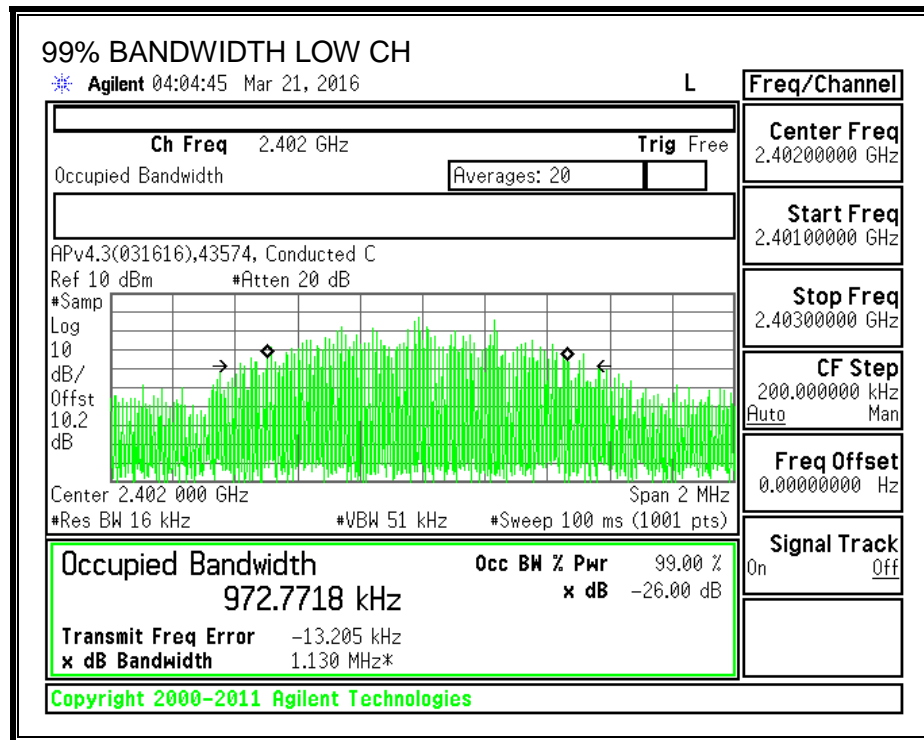 99% BANDWIDTH LOW CH
Agilent 04:04:45 Mar 21, 2016 L
Ch Freq 2.402 GHz Trig Free
Occupied Bandwidth Averages: 20
APv4.3(031616),43574, Conducted C
Ref 10 dBm #Atten 20 dB
#Samp
Log
10
dB/
Offst
10.2
dB
Center 2.402 000 GHz Span 2 MHz
#Res BW 16 kHz #VBW 51 kHz #Sweep 100 ms (1001 pts)
Occupied Bandwidth Occ BW % Pwr 99.00 %
972.7718 kHz x dB -26.00 dB
Transmit Freq Error -13.205 kHz
x dB Bandwidth 1.130 MHz*
Copyright 2000-2011 Agilent Technologies
Freq/Channel
Center Freq
2.40200000 GHz
Start Freq
2.40100000 GHz
Stop Freq
2.40300000 GHz
CF Step
200.000000 kHz
Auto Man
Freq Offset
0.00000000 Hz
Signal Track
On Off